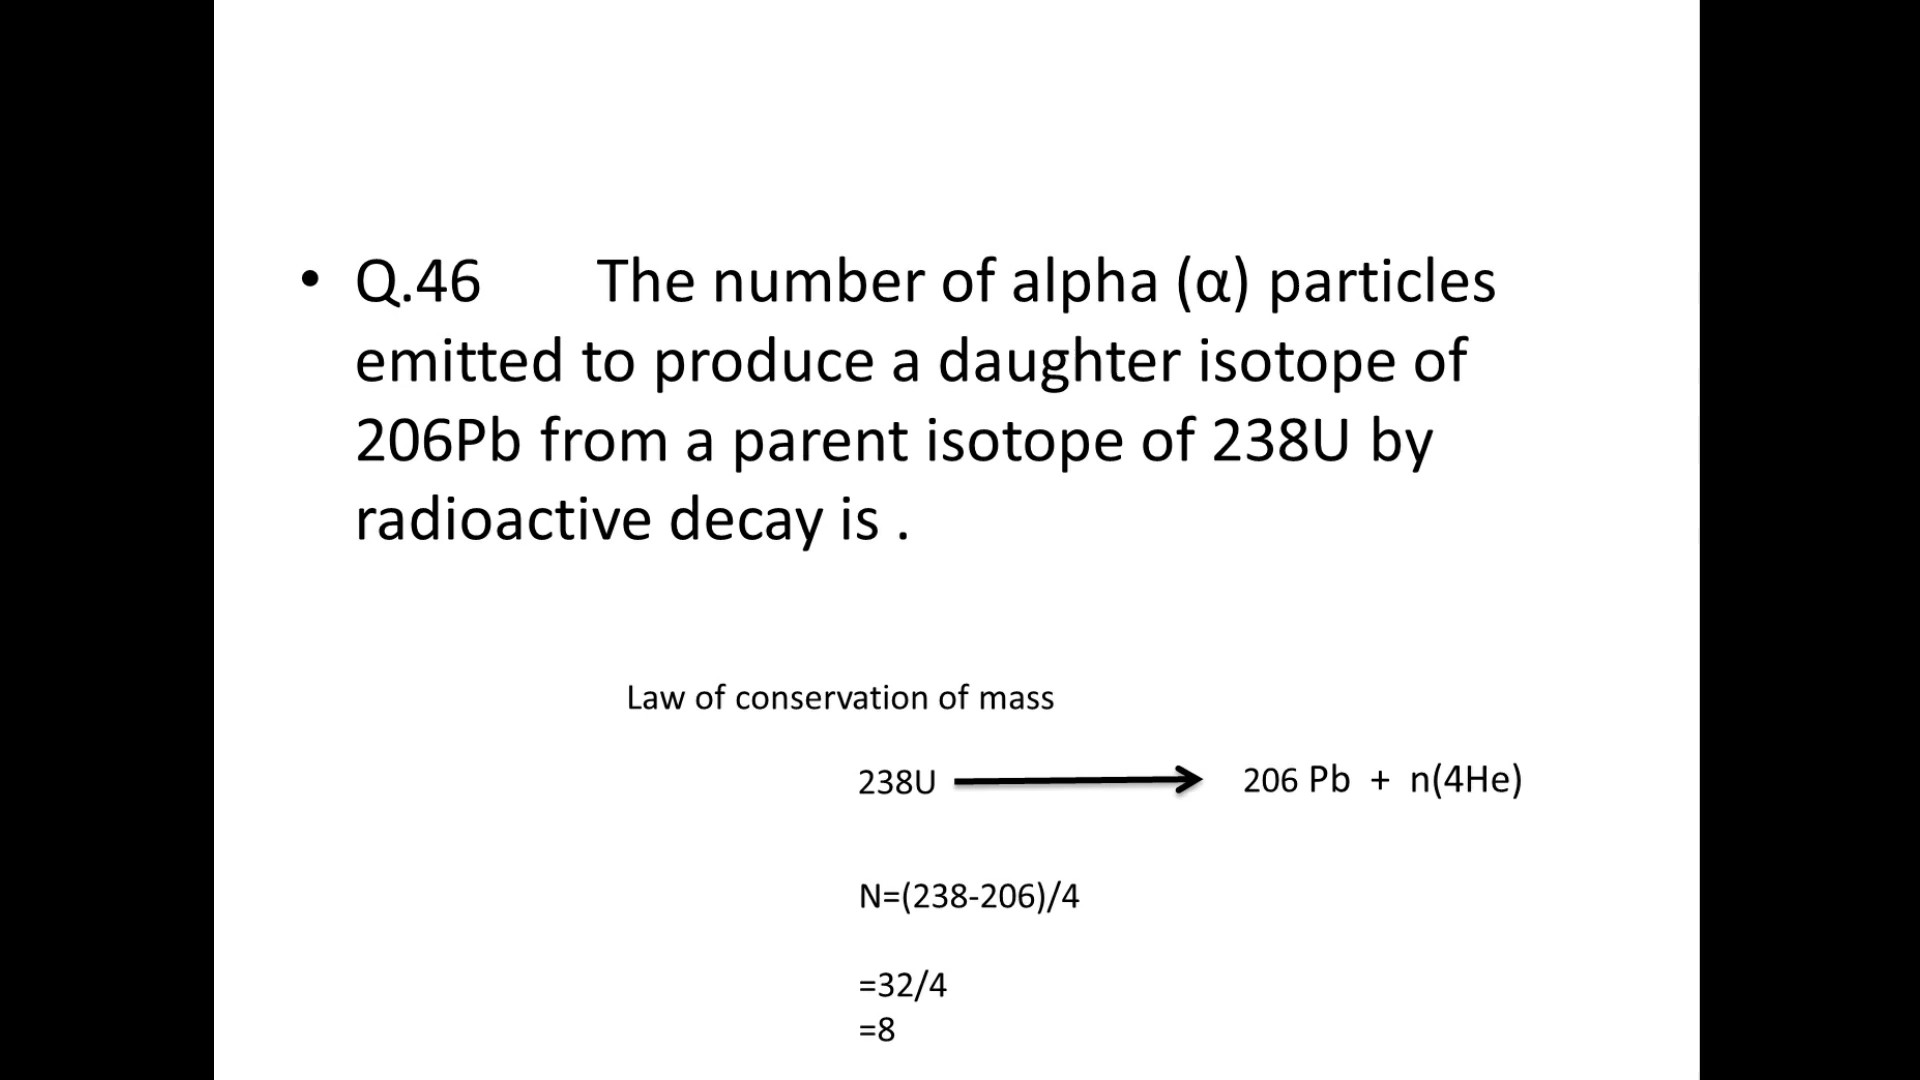 • Q.46 The number of alpha (α) particles
emitted to produce a daughter isotope of
206Pb from a parent isotope of 238U by
radioactive decay is .
Law of conservation of mass
238U → 206 Pb + n(4He)
N=(238-206)/4
=32/4
=8